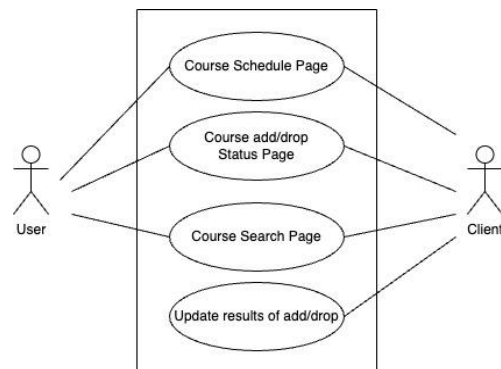 Course Schedule Page
Course add/drop
Status Page
User
Client
Course Search Page
Update results of add/drop